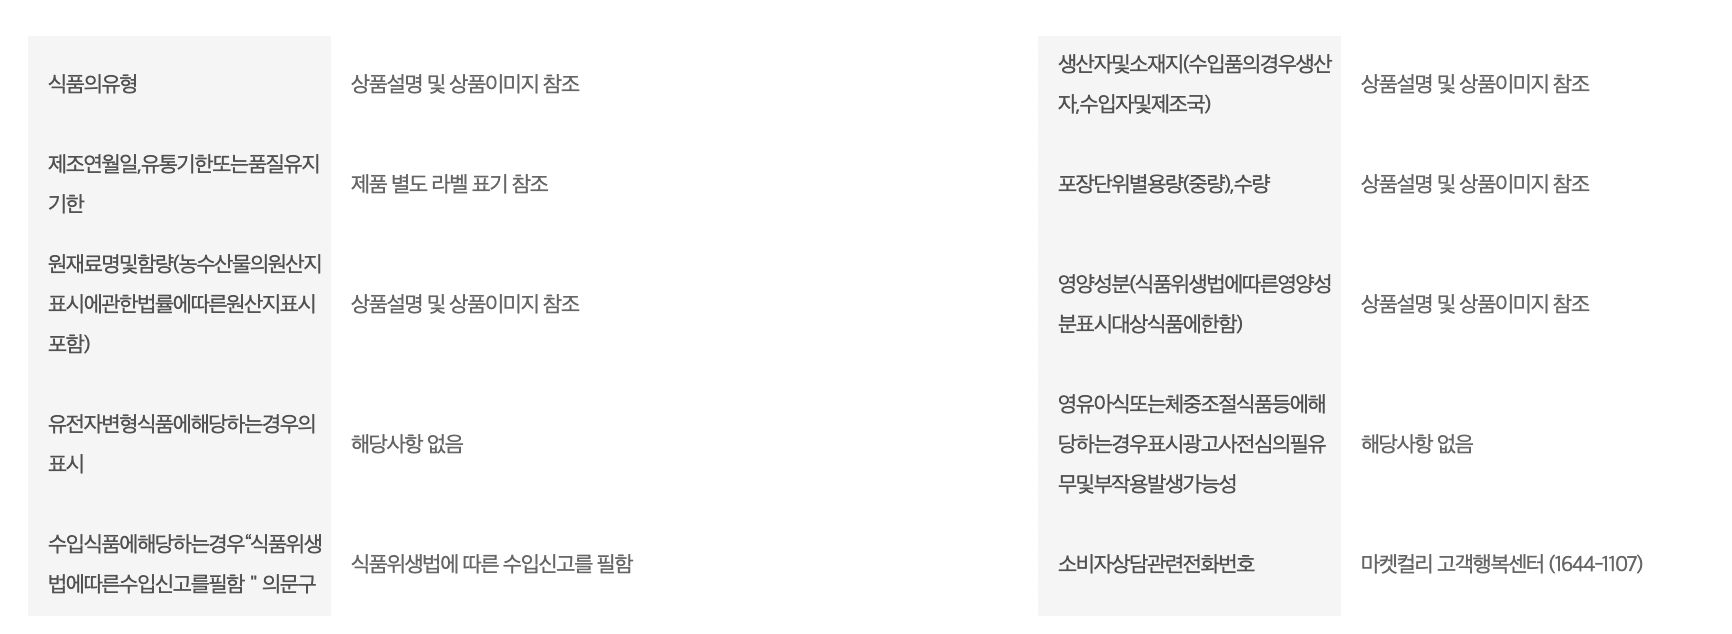 식품의유형
상품설명 및 상품이미지 참조
생산자및소재지(수입품의경우생산
자,수입자및제조국)
상품설명 및 상품이미지 참조
제조연월일,유통기한또는품질유지
기한
제품 별도 라벨 표기 참조
포장단위별용량(중량),수량
상품설명 및 상품이미지 참조
원재료명및함량(농수산물의원산지
표시에관한법률에따른원산지표시
포함)
상품설명 및 상품이미지 참조
영양성분(식품위생법에따른영양성
분표시대상식품에한함)
상품설명 및 상품이미지 참조
유전자변형식품에해당하는경우의
표시
해당사항 없음
영유아식또는체중조절식품등에해
당하는경우표시광고사전심의필유
무및부작용발생가능성
해당사항 없음
수입식품에해당하는경우“식품위생
법에따른수입신고를필함 " 의문구
식품위생법에 따른 수입신고를 필함
소비자상담관련전화번호
마켓컬리 고객행복센터 (1644-1107)